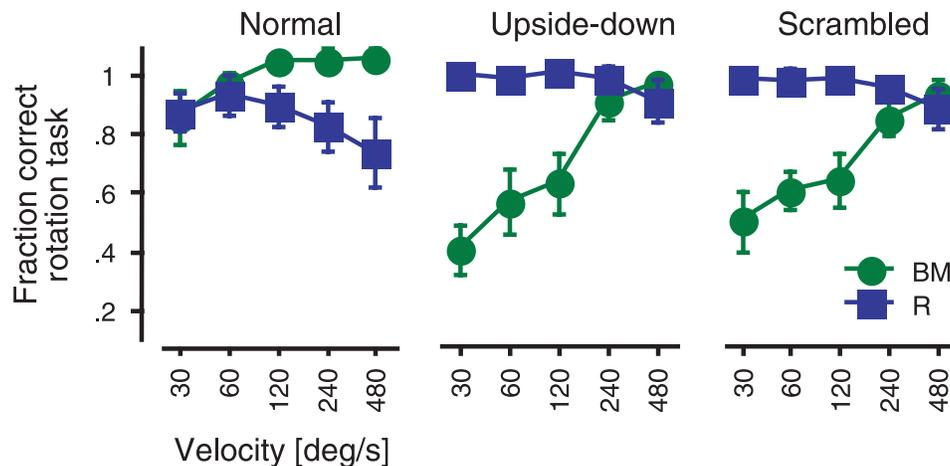 Normal
Upside-down
Scrambled
Fraction correct
rotation task
1
.8
.6
.4
.2
BM
R
30 60 120 240 480
30 60 120 240 480
30 60 120 240 480
Velocity [deg/s]